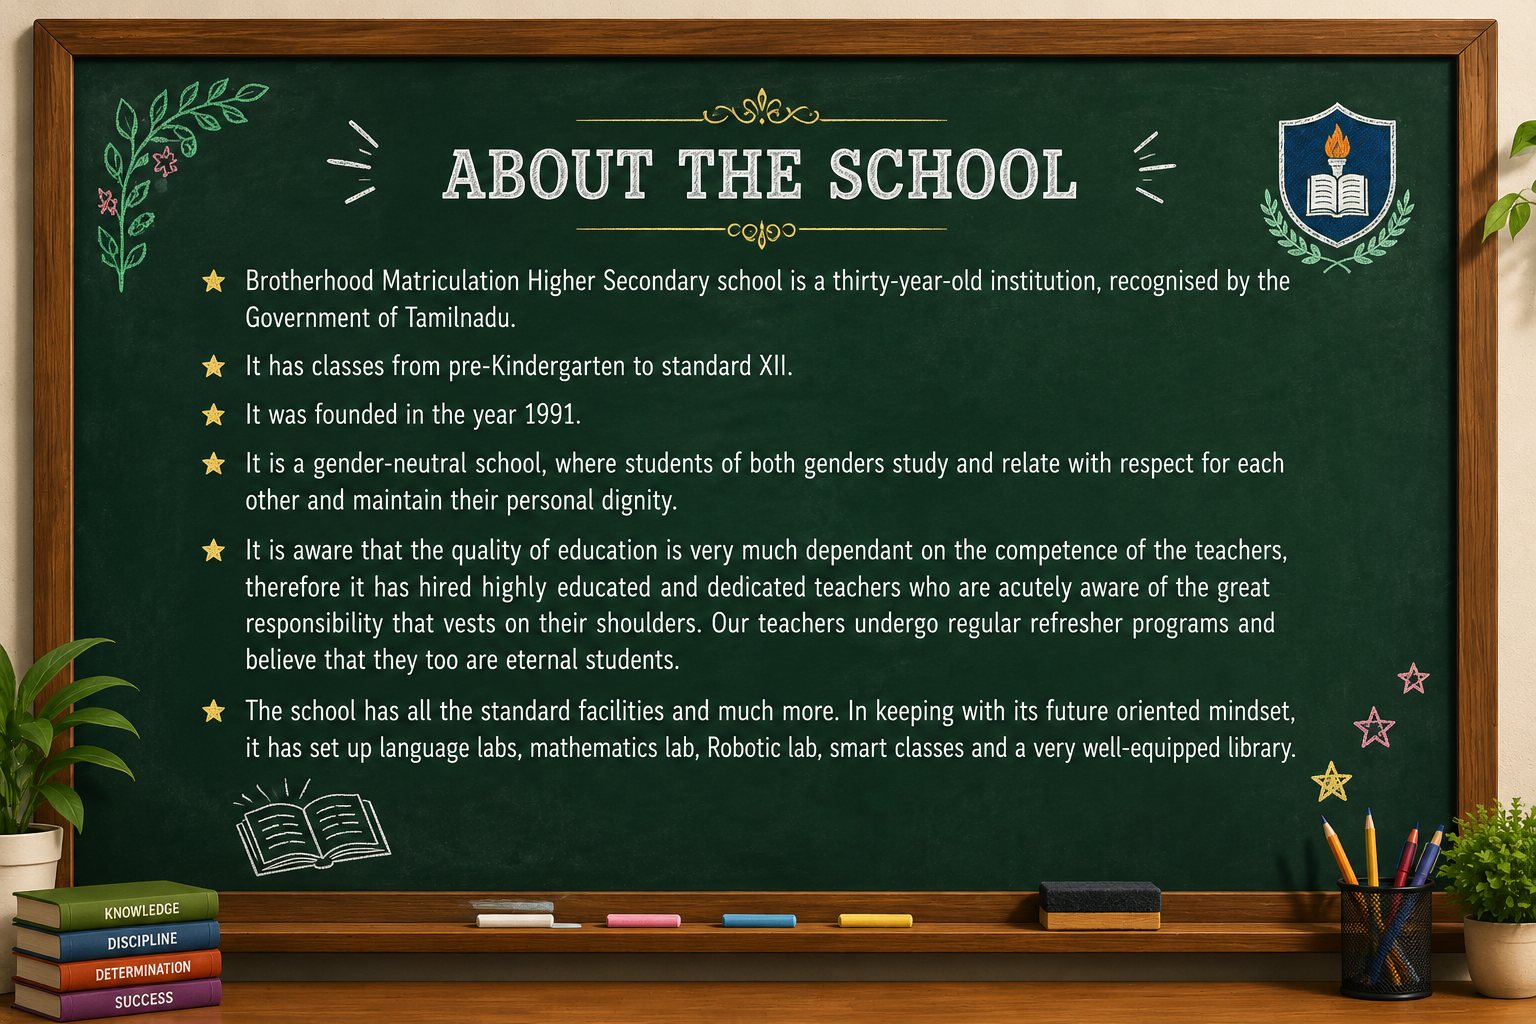 ABOUT THE SCHOOL
Brotherhood Matriculation Higher Secondary school is a thirty-year-old institution, recognised by the
Government of Tamilnadu.
It has classes from pre-Kindergarten to standard XII.
It was founded in the year 1991.
It is a gender-neutral school, where students of both genders study and relate with respect for each
other and maintain their personal dignity.
It is aware that the quality of education is very much dependant on the competence of the teachers,
therefore it has hired highly educated and dedicated teachers who are acutely aware of the great
responsibility that vests on their shoulders. Our teachers undergo regular refresher programs and
believe that they too are eternal students.
The school has all the standard facilities and much more. In keeping with its future oriented mindset,
it has set up language labs, mathematics lab, Robotic lab, smart classes and a very well-equipped library.
KNOWLEDGE
DISCIPLINE
DETERMINATION
SUCCESS